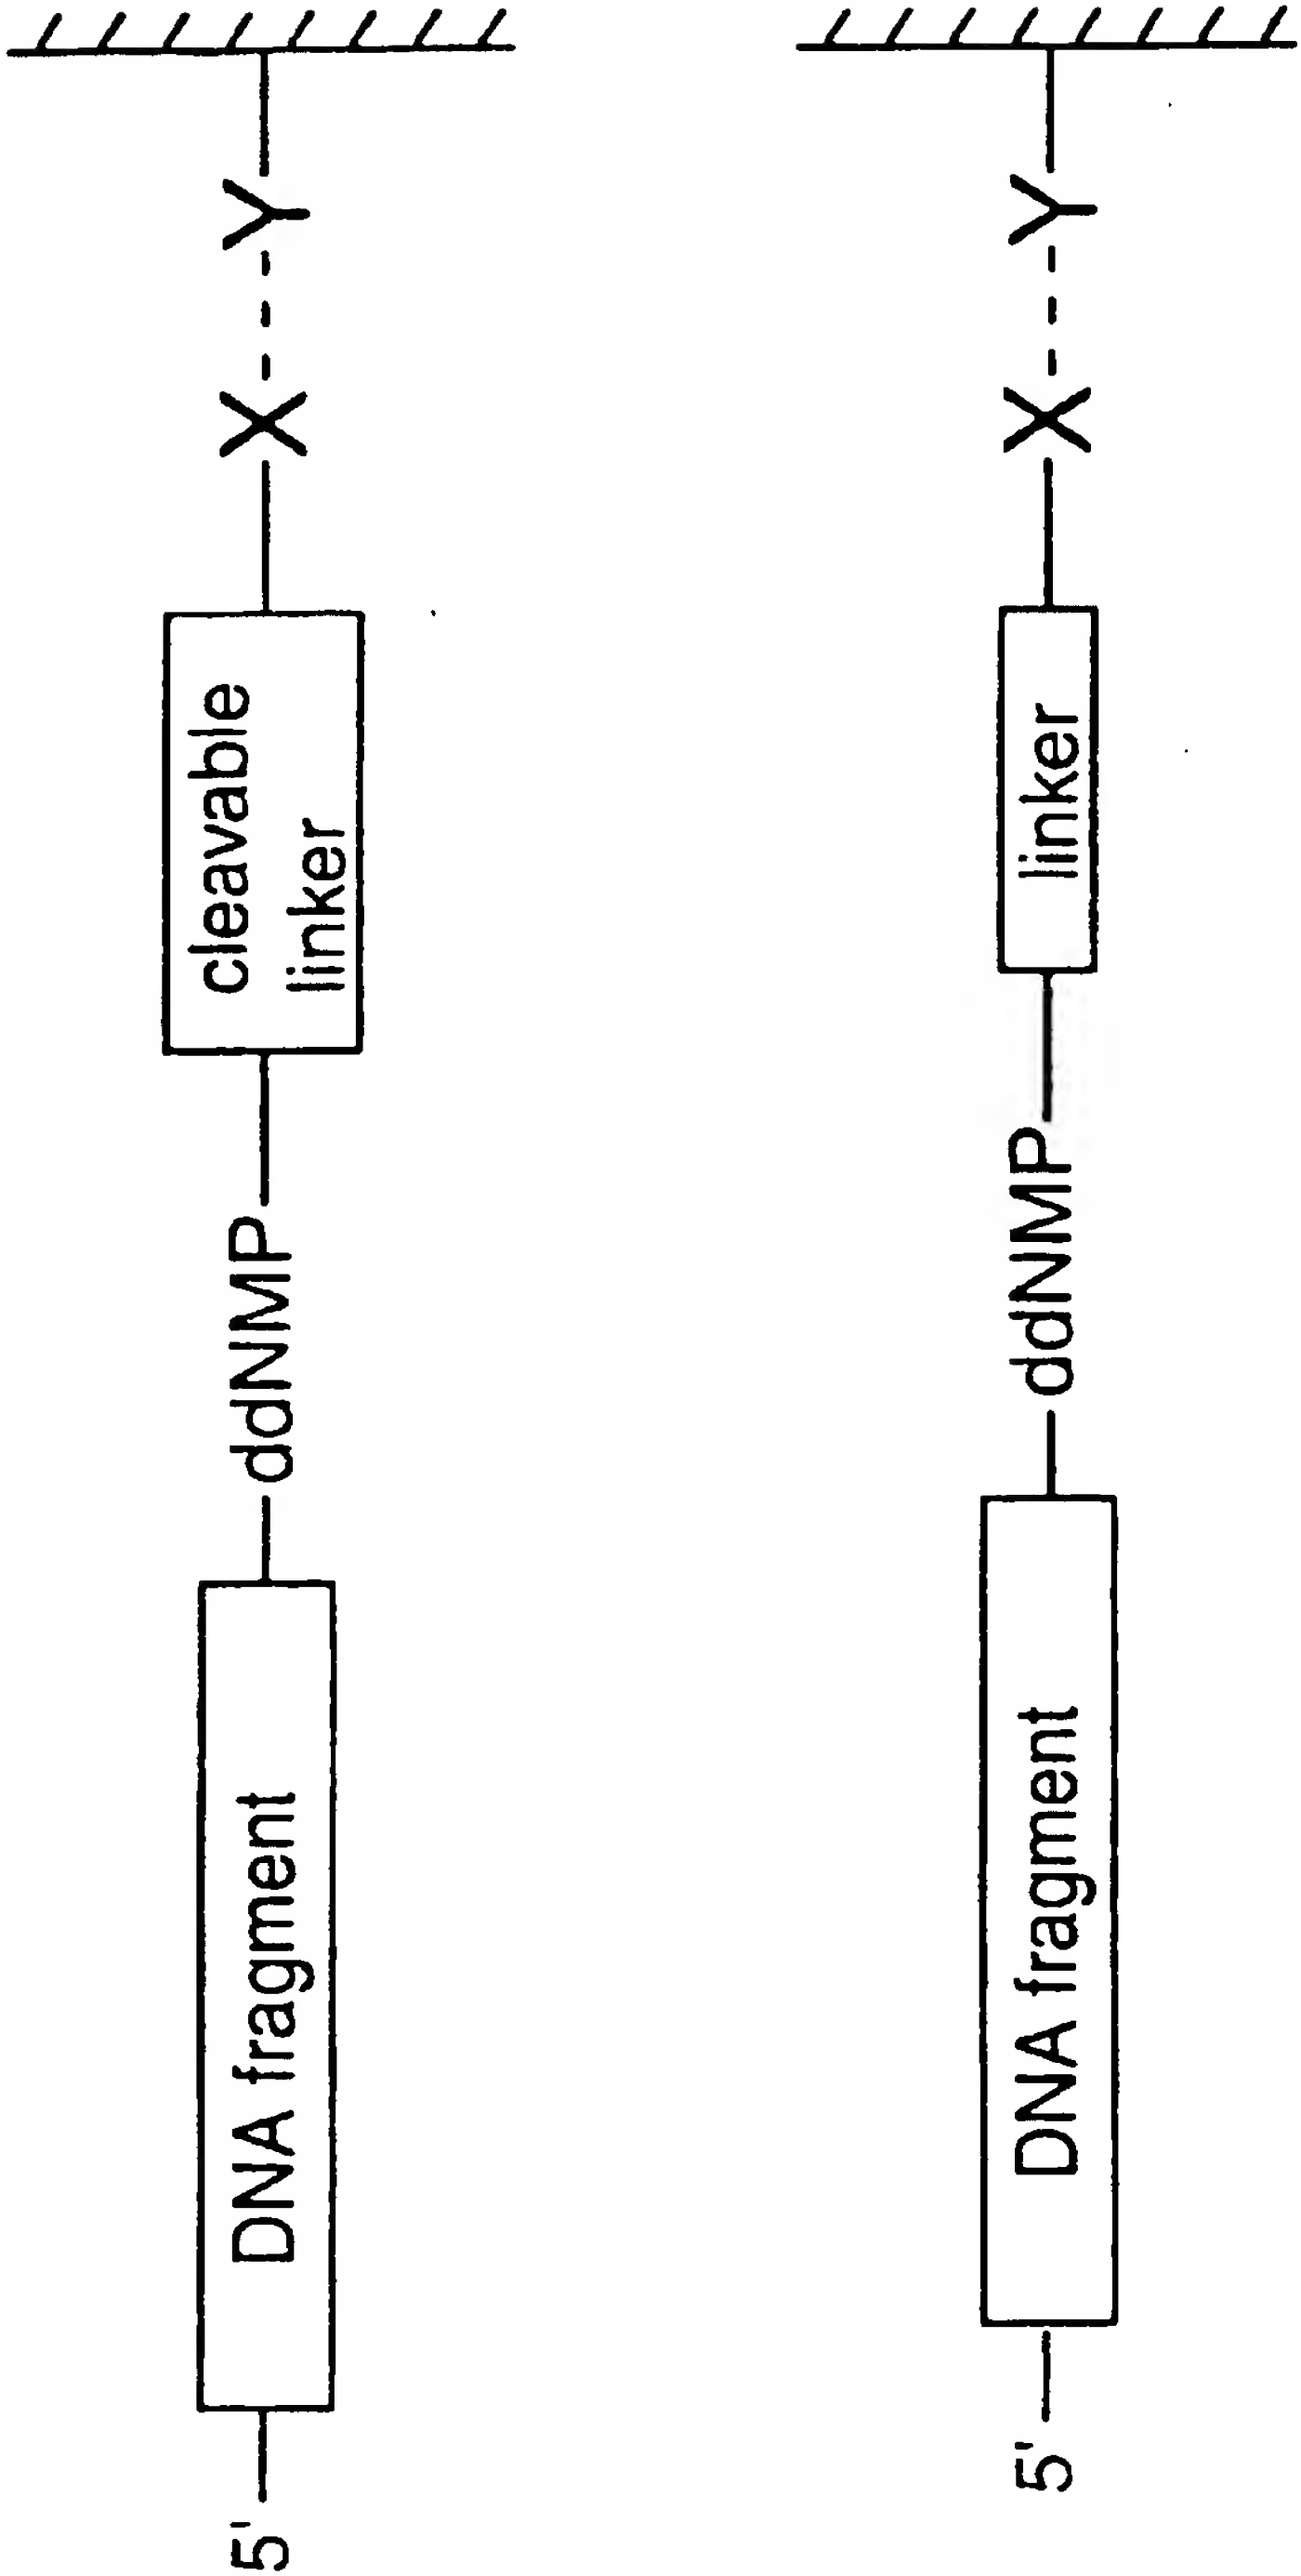 5' DNA fragment ddNMP cleavable
linker X Y
5' DNA fragment ddNMP linker X Y